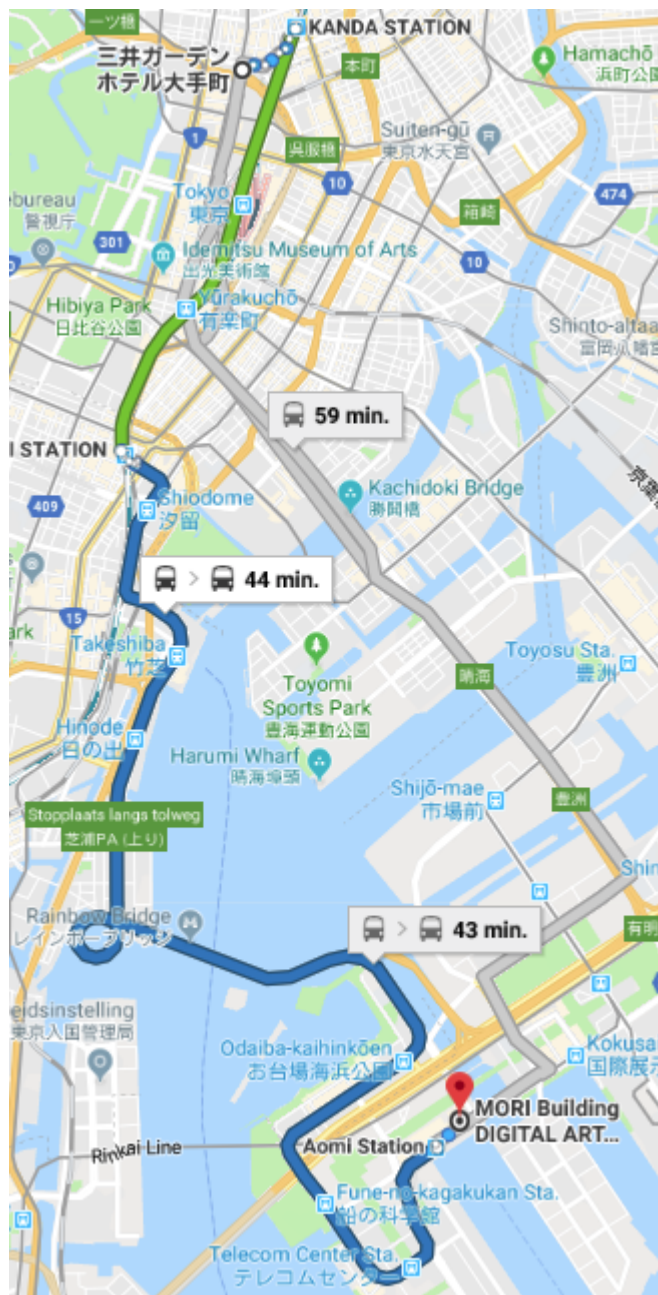 一ツ橋
KANDA STATION
三井ガーデン
ホテル大手町
本町
Hamachō
浜町公園
1
呉服橋
Suiten-gū
東京水天宮
10
Tokyo
東京
474
箱崎
ebureau
警視庁
301
Idemitsu Museum of Arts
出光美術館
10
Hibiya Park
日比谷公園
Yūrakuchō
有楽町
Shinto-altaa
富岡八幡宮
59 min.
I STATION
Kachidoki Bridge
勝鬨橋
京葉
409
Shiodome
汐留
44 min.
15
ark
Takeshiba
竹芝
Toyosu Sta.
豊洲
Toyomi
Sports Park
豊海運動公園
晴海
Hinode
日の出
Harumi Wharf
晴海埠頭
Shijō-mae
市場前
豊洲
Stopplaats langs tolweg
芝浦PA (上り)
Shin
Rainbow Bridge
レインボーブリッジ
43 min.
有明
eidsinstelling
東京入国管理局
Odaiba-kaihinkōen
お台場海浜公園
Kokusa
国際展示
MORI Building
DIGITAL ART...
Rinkai Line
Aomi Station
Fune-no-kagakukan Sta.
船の科学館
Telecom Center Sta.
テレコムセンター